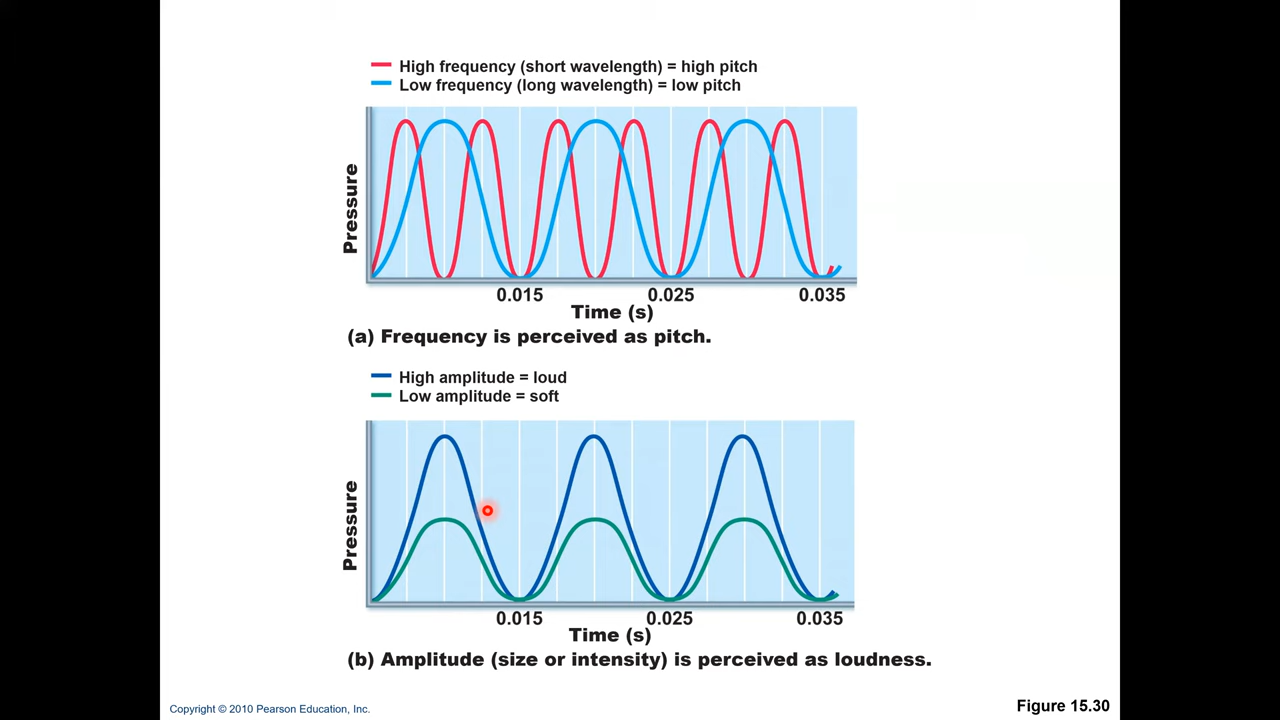 High frequency (short wavelength) = high pitch
Low frequency (long wavelength) = low pitch
Pressure
0.015 0.025 0.035
Time (s)
(a) Frequency is perceived as pitch.
High amplitude = loud
Low amplitude = soft
Pressure
0.015 0.025 0.035
Time (s)
(b) Amplitude (size or intensity) is perceived as loudness.
Copyright © 2010 Pearson Education, Inc.
Figure 15.30